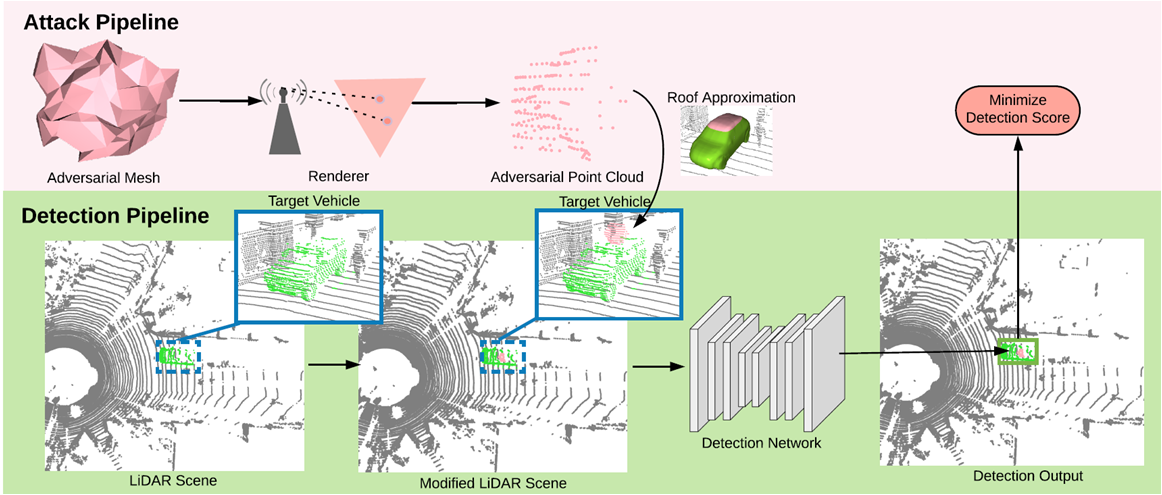 Attack Pipeline
Adversarial Mesh
Renderer
Adversarial Point Cloud
Roof Approximation
Minimize
Detection Score
Detection Pipeline
Target Vehicle
Target Vehicle
LiDAR Scene
Modified LiDAR Scene
Detection Network
Detection Output